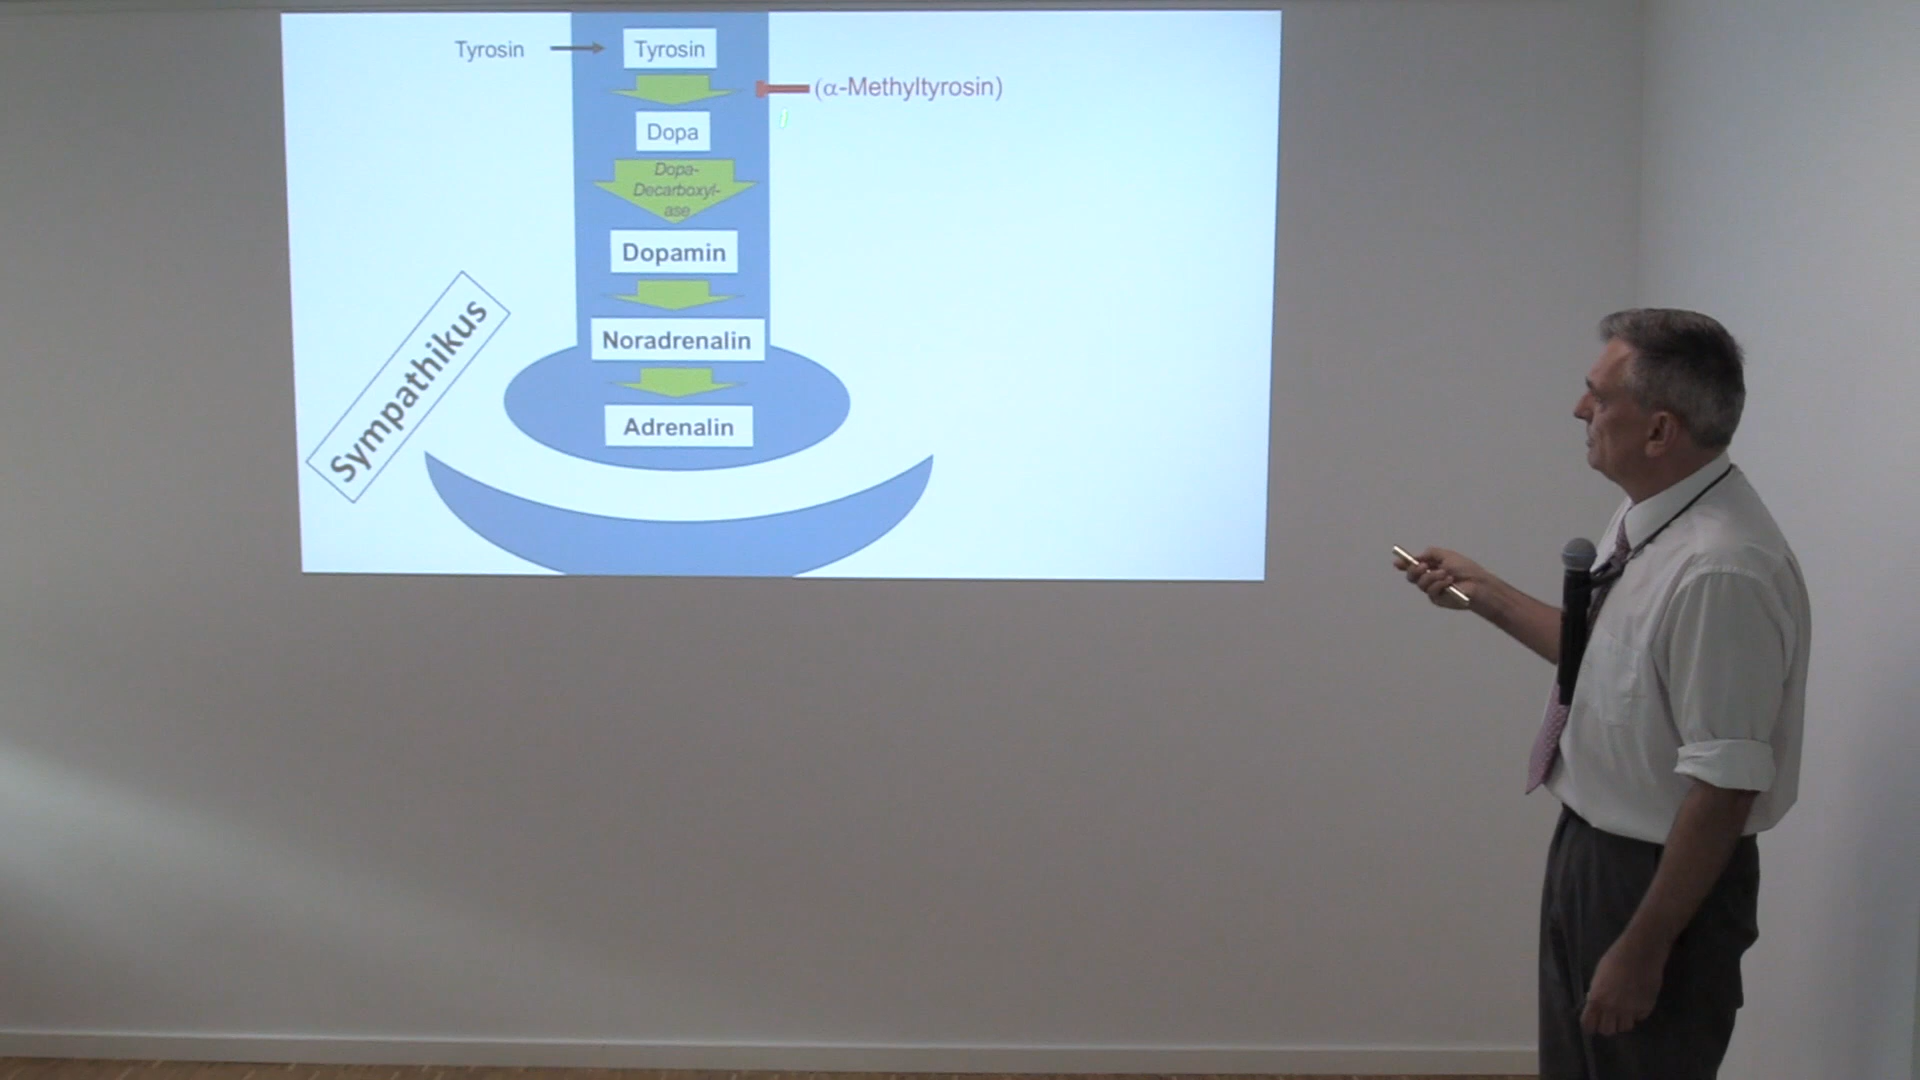 Tyrosin
Tyrosin
(α-Methyltyrosin)
Dopa
Dopa-
Decarboxyl-
ase
Dopamin
Noradrenalin
Adrenalin
Sympathikus